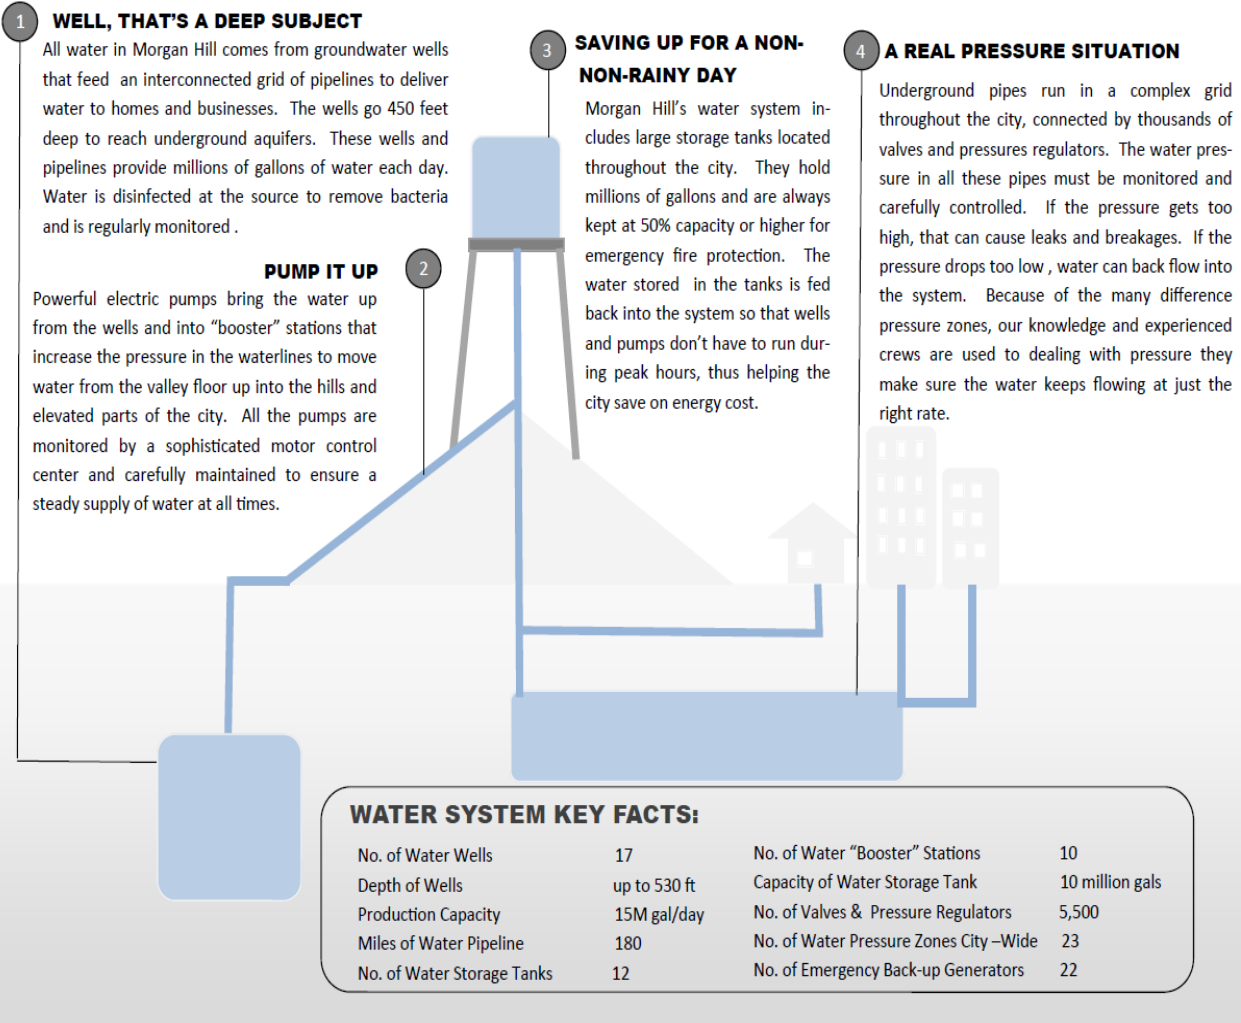 1
WELL, THAT'S A DEEP SUBJECT
All water in Morgan Hill comes from groundwater wells
that feed an interconnected grid of pipelines to deliver
water to homes and businesses. The wells go 450 feet
deep to reach underground aquifers. These wells and
pipelines provide millions of gallons of water each day.
Water is disinfected at the source to remove bacteria
and is regularly monitored .
PUMP IT UP
2
Powerful electric pumps bring the water up
from the wells and into “booster” stations that
increase the pressure in the waterlines to move
water from the valley floor up into the hills and
elevated parts of the city. All the pumps are
monitored by a sophisticated motor control
center and carefully maintained to ensure a
steady supply of water at all times.
3
SAVING UP FOR A NON-
NON-RAINY DAY
Morgan Hill’s water system in-
cludes large storage tanks located
throughout the city. They hold
millions of gallons and are always
kept at 50% capacity or higher for
emergency fire protection. The
water stored in the tanks is fed
back into the system so that wells
and pumps don’t have to run dur-
ing peak hours, thus helping the
city save on energy cost.
4
A REAL PRESSURE SITUATION
Underground pipes run in a complex grid
throughout the city, connected by thousands of
valves and pressures regulators. The water pres-
sure in all these pipes must be monitored and
carefully controlled. If the pressure gets too
high, that can cause leaks and breakages. If the
pressure drops too low , water can back flow into
the system. Because of the many difference
pressure zones, our knowledge and experienced
crews are used to dealing with pressure they
make sure the water keeps flowing at just the
right rate.
WATER SYSTEM KEY FACTS:
No. of Water Wells 17
Depth of Wells up to 530 ft
Production Capacity 15M gal/day
Miles of Water Pipeline 180
No. of Water Storage Tanks 12
No. of Water “Booster” Stations 10
Capacity of Water Storage Tank 10 million gals
No. of Valves & Pressure Regulators 5,500
No. of Water Pressure Zones City –Wide 23
No. of Emergency Back-up Generators 22